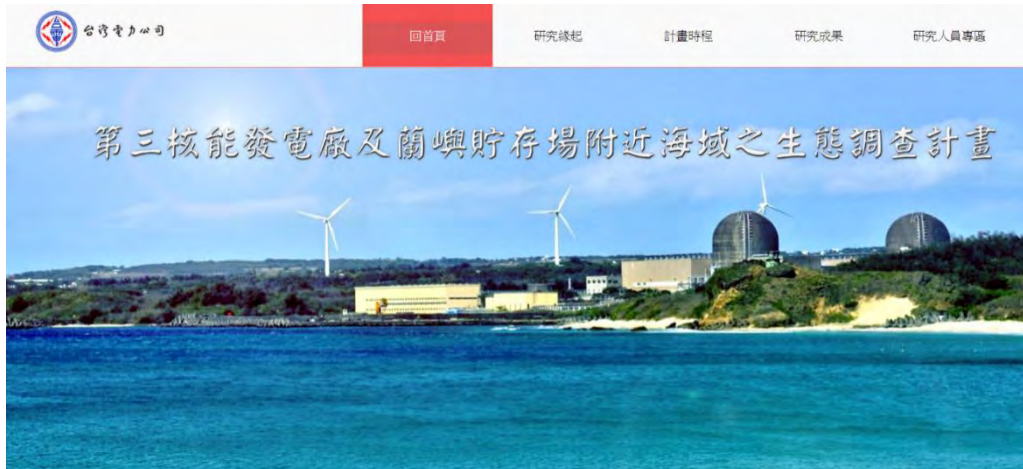 台灣電力公司
回首頁
研究緣起
計畫時程
研究成果
研究人員專區
第三核能發電廠及蘭嶼貯存場附近海域之生態調查計畫